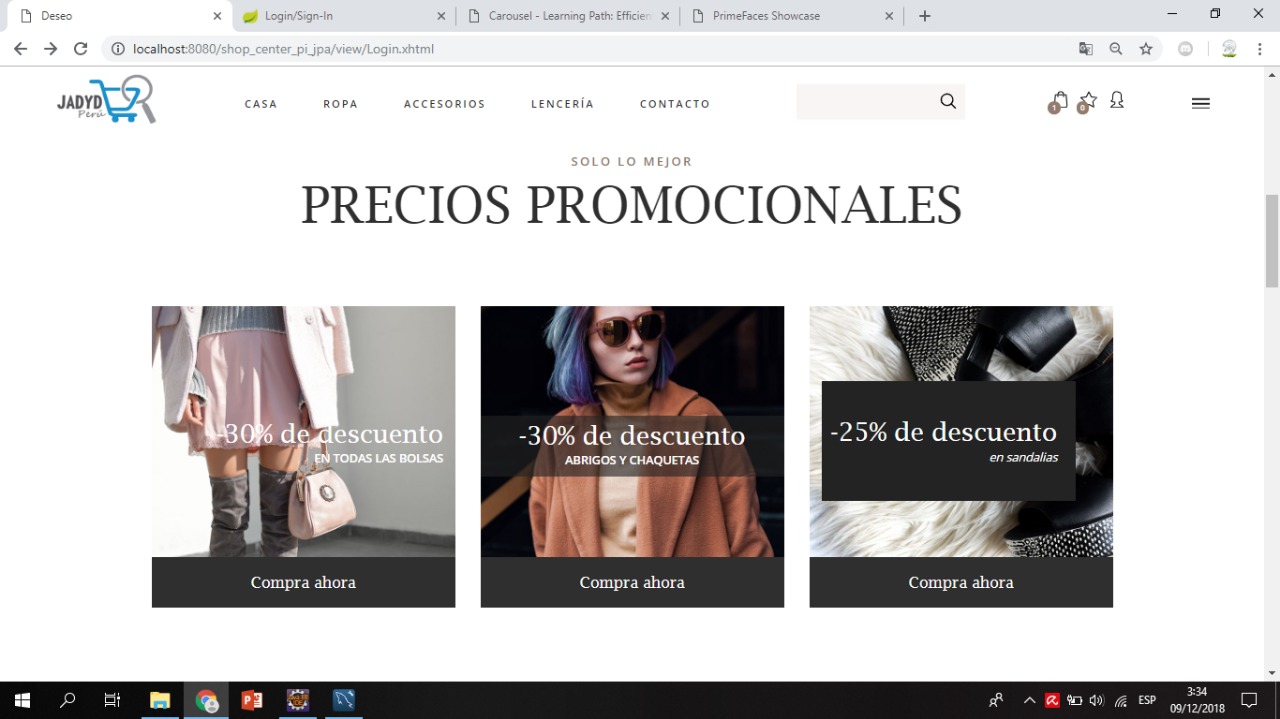 Deseo
Login/Sign-In
Carousel - Learning Path: Efficien
PrimeFaces Showcase
localhost:8080/shop_center_pi_jpa/view/Login.xhtml
JADYD
Perú
CASA ROPA ACCESORIOS LENCERÍA CONTACTO
1 0
SOLO LO MEJOR
PRECIOS PROMOCIONALES
-30% de descuento
EN TODAS LAS BOLSAS
Compra ahora
-30% de descuento
ABRIGOS Y CHAQUETAS
Compra ahora
-25% de descuento
en sandalias
Compra ahora
ESP
3:34
09/12/2018